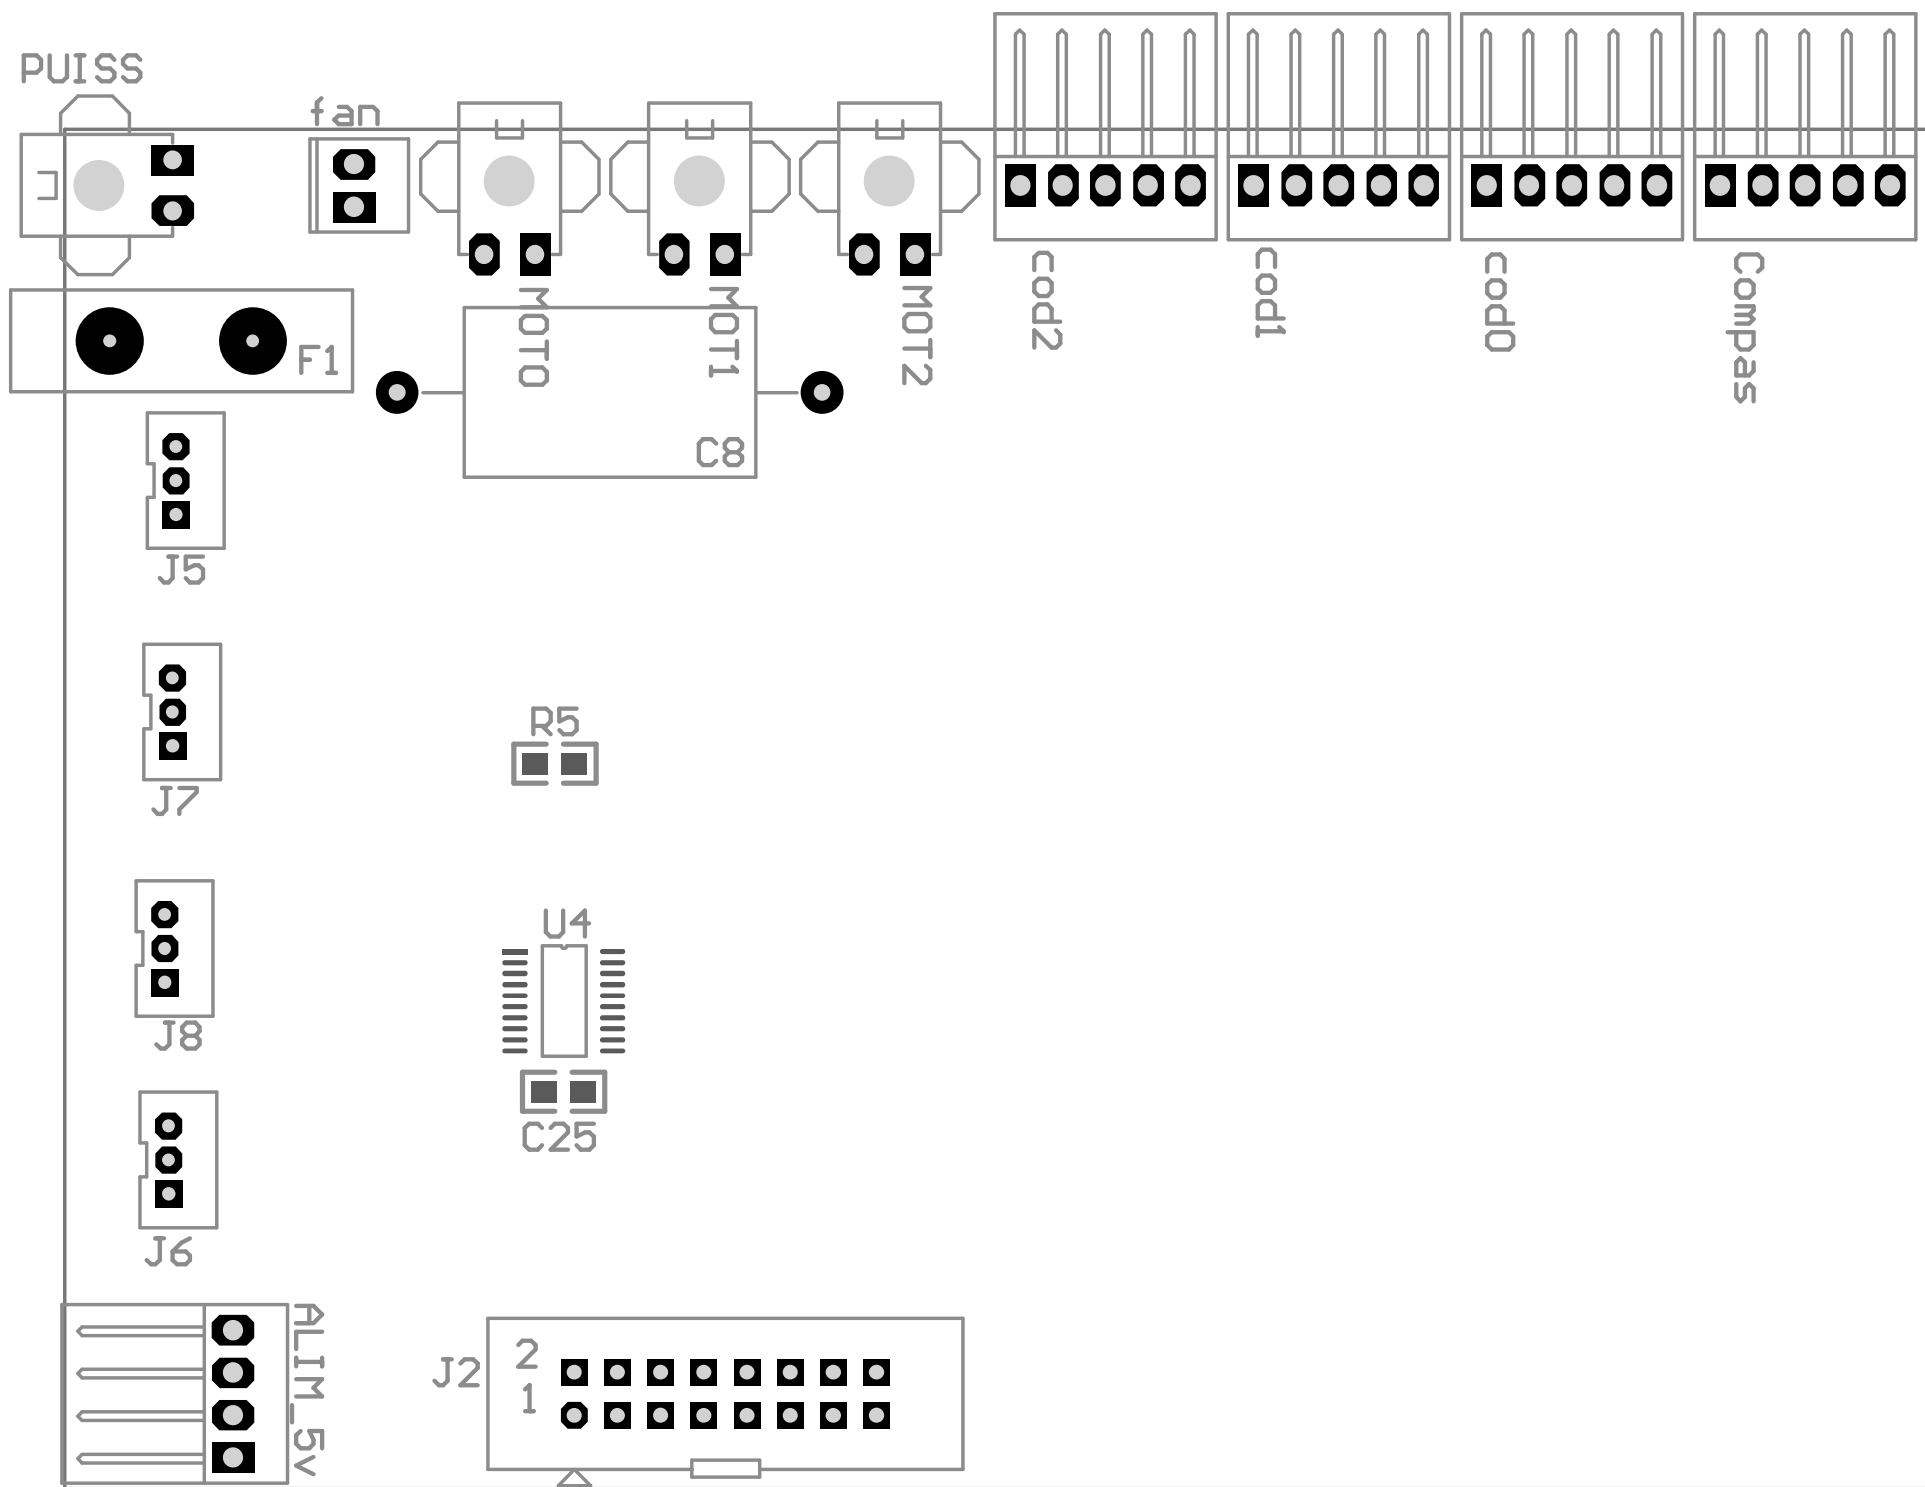 PUISS
fan
MOT0
MOT1
MOT2
cod2
cod1
cod0
Compas
F1
C8
J5
R5
J7
U4
J8
C25
J6
ALIM_5v
J2
2
1